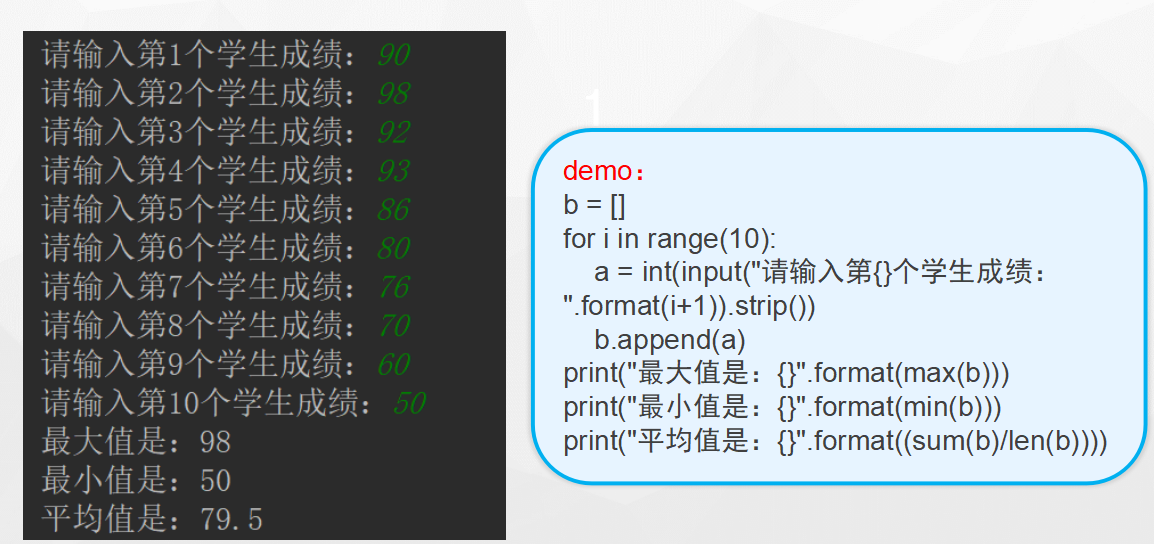 请输入第1个学生成绩：90
请输入第2个学生成绩：98
请输入第3个学生成绩：92
请输入第4个学生成绩：93
请输入第5个学生成绩：86
请输入第6个学生成绩：80
请输入第7个学生成绩：76
请输入第8个学生成绩：70
请输入第9个学生成绩：60
请输入第10个学生成绩：50
最大值是：98
最小值是：50
平均值是：79.5
1
demo：
b = []
for i in range(10):
    a = int(input("请输入第{}个学生成绩：
".format(i+1)).strip())
    b.append(a)
print("最大值是：{}".format(max(b)))
print("最小值是：{}".format(min(b)))
print("平均值是：{}".format((sum(b)/len(b))))